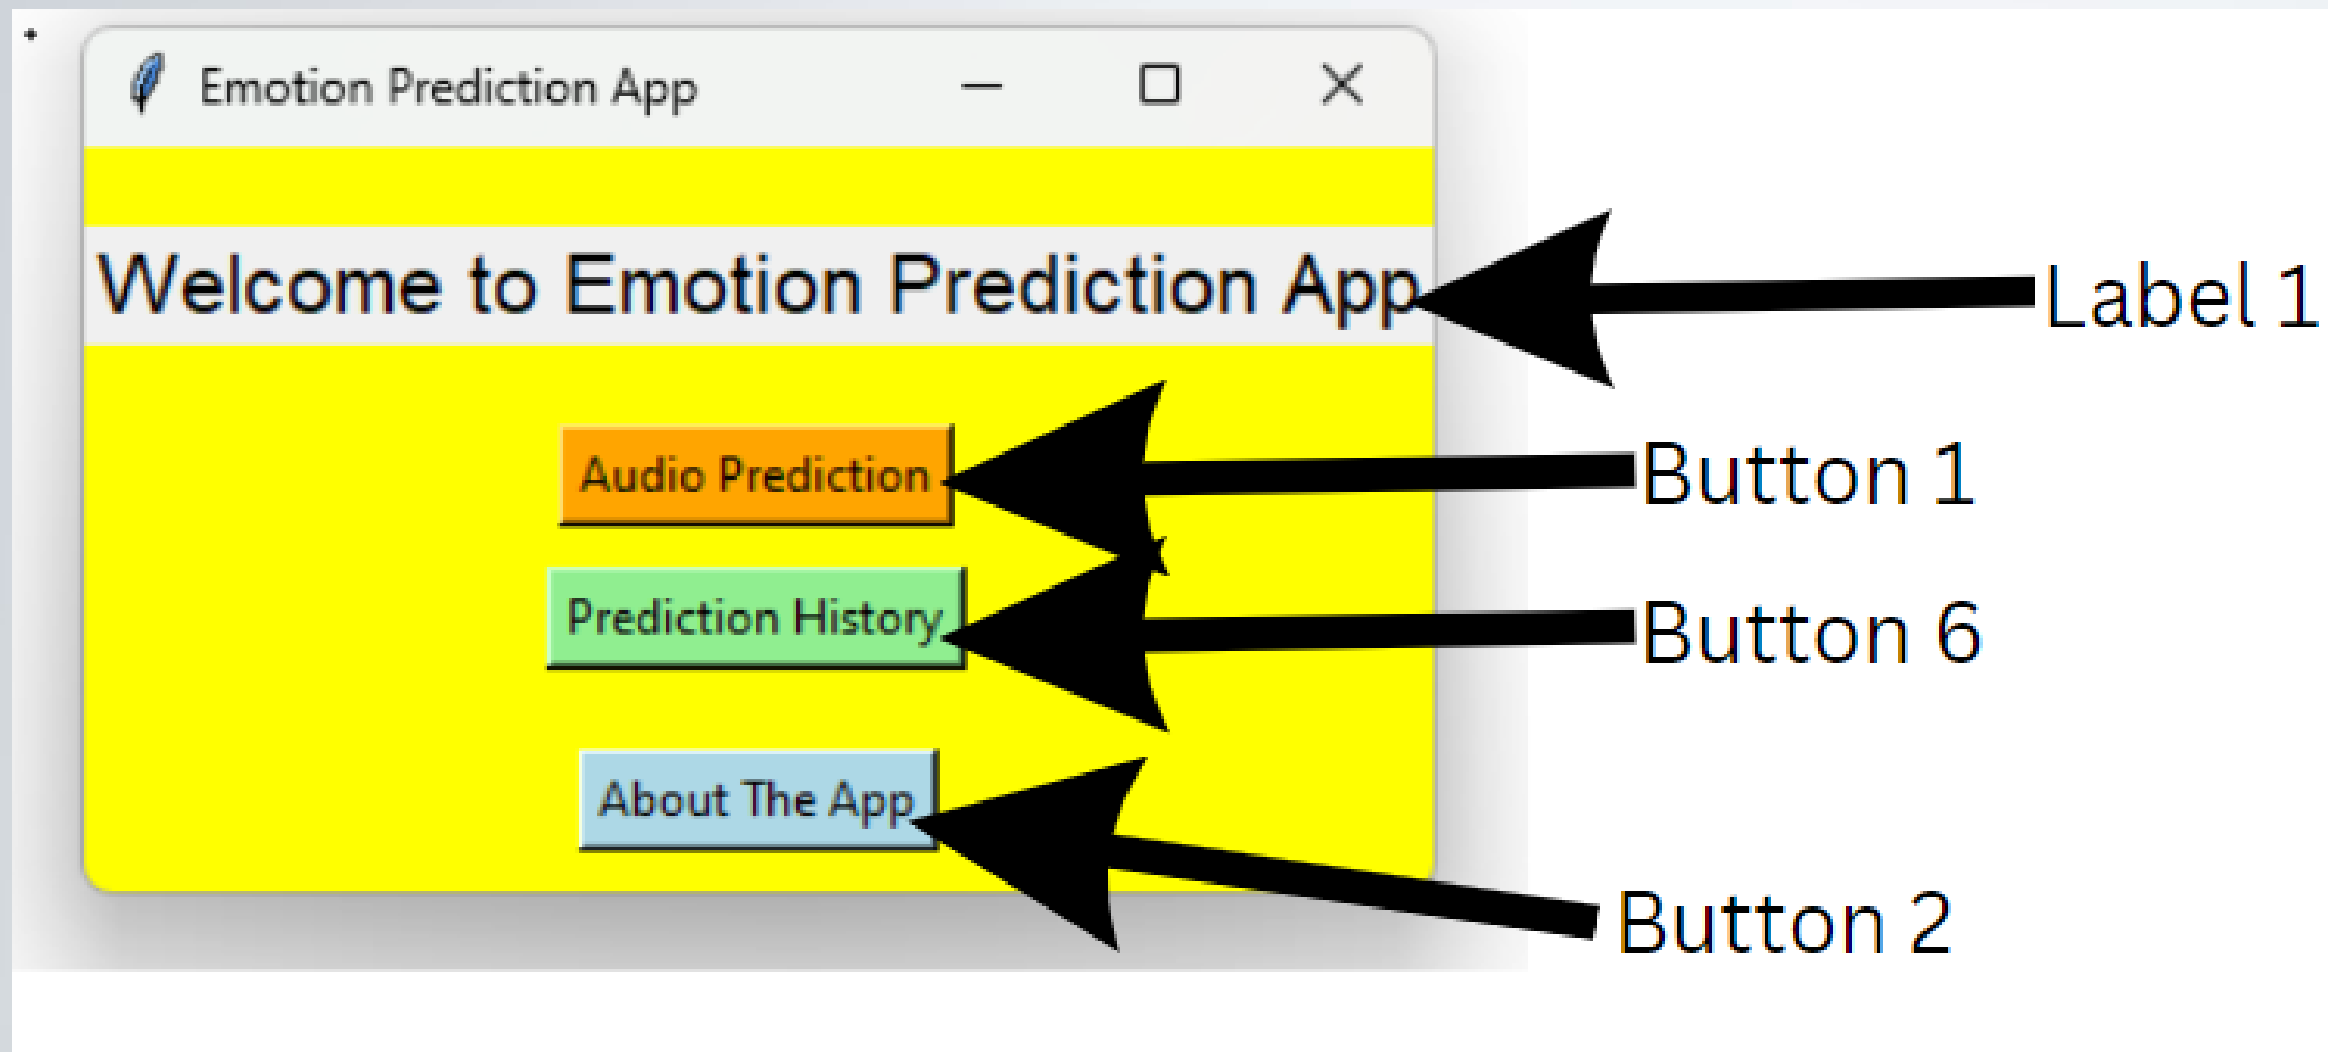 Emotion Prediction App
Welcome to Emotion Prediction App
Label 1
Audio Prediction
Button 1
Prediction History
Button 6
About The App
Button 2